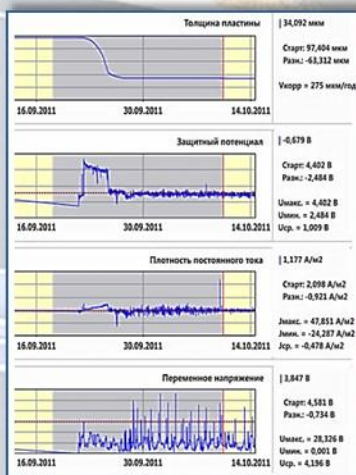 Толщина пластины
34,092 мкм
Старт: 97,404 мкм
Разн.: -63,312 мкм
Vкорр = 275 мкм/год
16.09.2011 30.09.2011 14.10.2011
Защитный потенциал
-0,679 В
Старт: 4,402 В
Разн.: -2,484 В
Uмакс. = 4,402 В
Uмин. = 2,484 В
Uср. = 1,009 В
16.09.2011 30.09.2011 14.10.2011
Плотность постоянного тока
1,177 А/м2
Старт: 2,098 А/м2
Разн.: -0,921 А/м2
Jмакс. = 47,851 А/м2
Jмин. = -24,287 А/м2
Jср. = -0,478 А/м2
16.09.2011 30.09.2011 14.10.2011
Переменное напряжение
3,847 В
Старт: 4,581 В
Разн.: -0,734 В
Uмакс. = 28,326 В
Uмин. = 0,001 В
Uср. = 4,196 В
16.09.2011 30.09.2011 14.10.2011